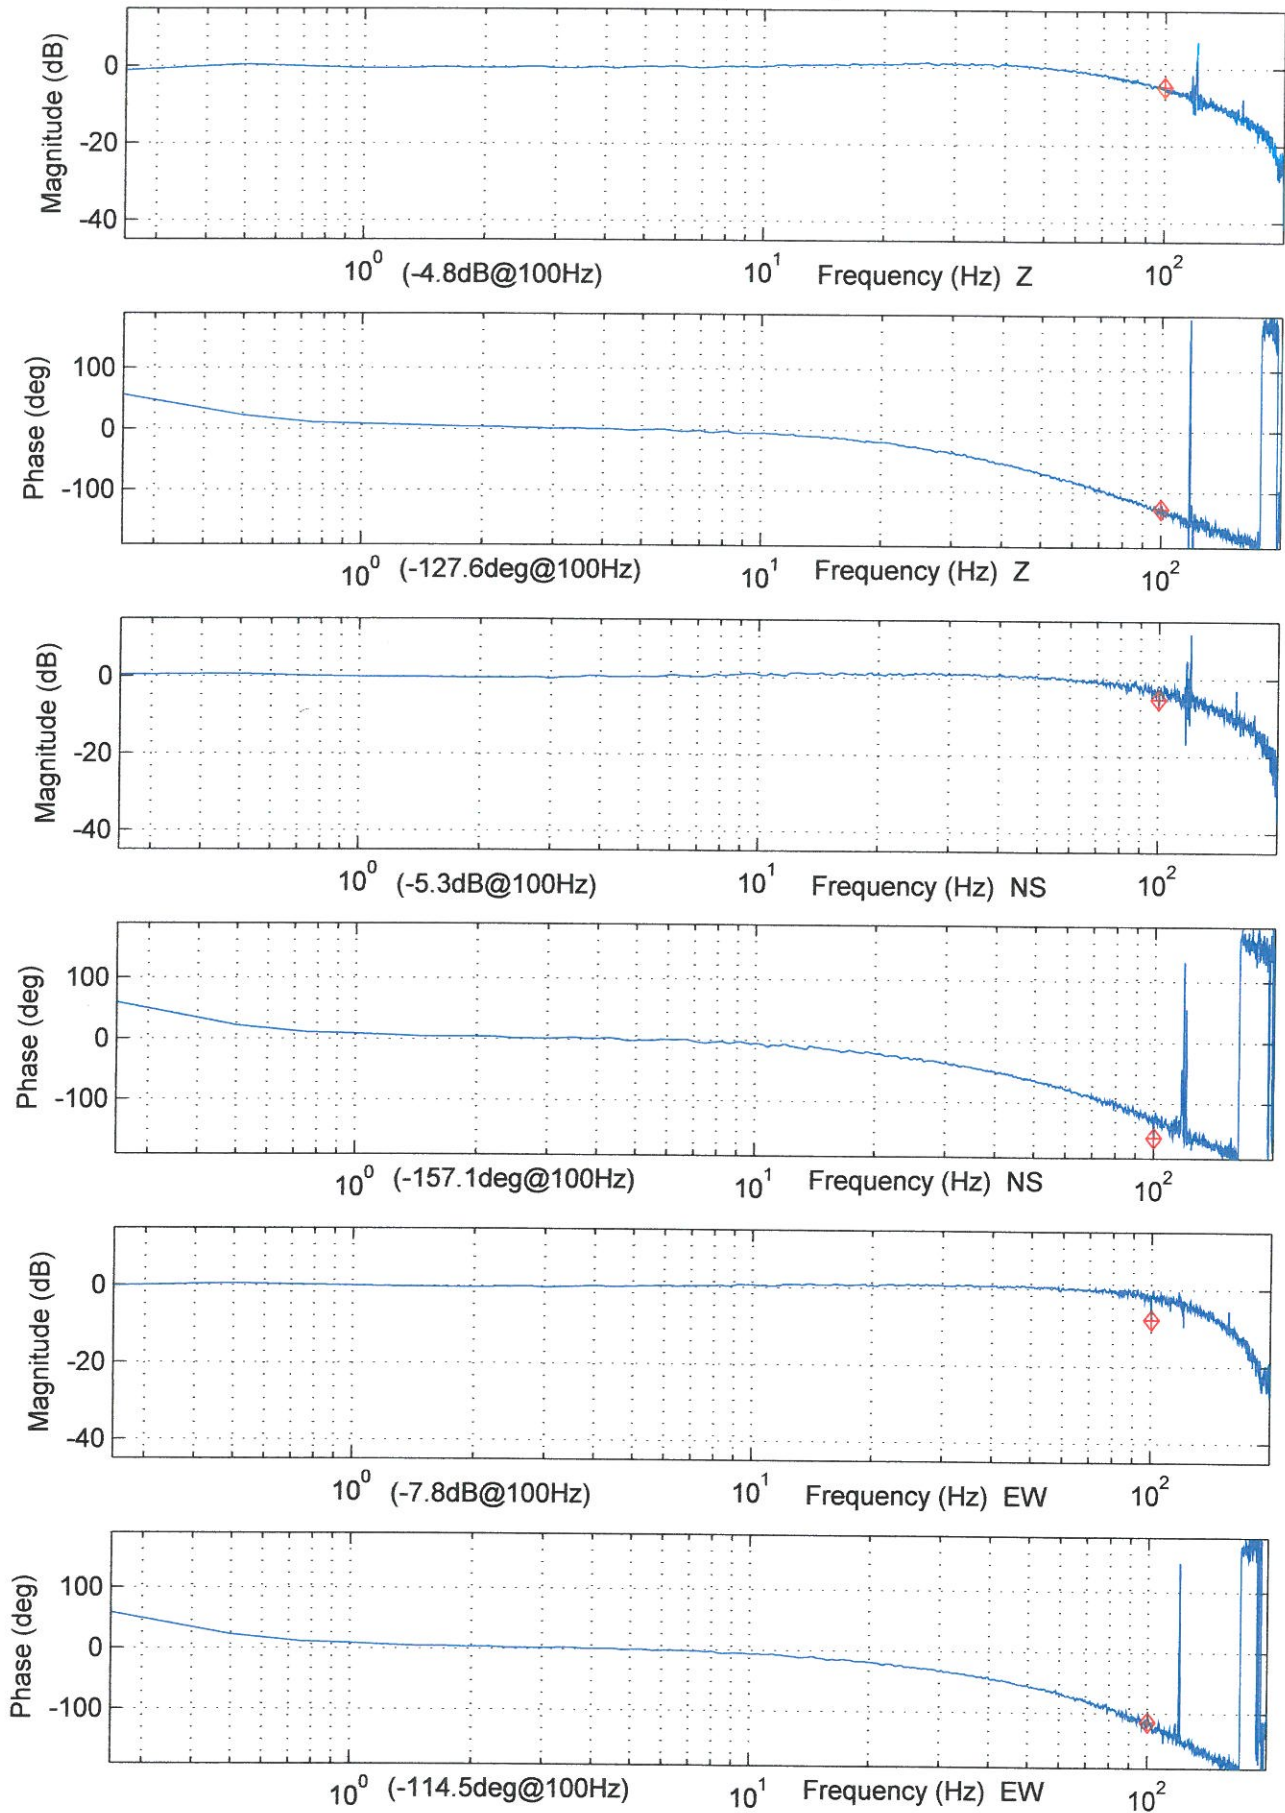 Magnitude (dB)
0
-20
-40
10^0 (-4.8dB@100Hz) 10^1 Frequency (Hz) Z 10^2
Phase (deg)
100
0
-100
10^0 (-127.6deg@100Hz) 10^1 Frequency (Hz) Z 10^2
Magnitude (dB)
0
-20
-40
10^0 (-5.3dB@100Hz) 10^1 Frequency (Hz) NS 10^2
Phase (deg)
100
0
-100
10^0 (-157.1deg@100Hz) 10^1 Frequency (Hz) NS 10^2
Magnitude (dB)
0
-20
-40
10^0 (-7.8dB@100Hz) 10^1 Frequency (Hz) EW 10^2
Phase (deg)
100
0
-100
10^0 (-114.5deg@100Hz) 10^1 Frequency (Hz) EW 10^2